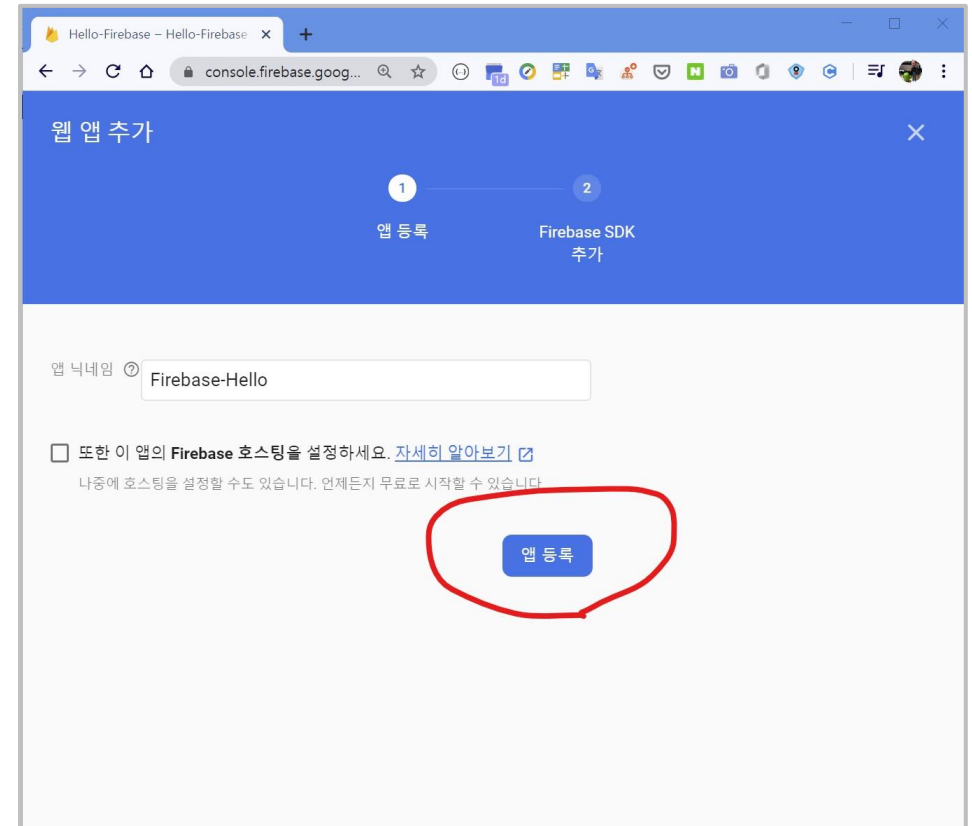 Hello-Firebase – Hello-Firebase
console.firebase.goog...
1d
웹 앱 추가
1
2
앱 등록
Firebase SDK
추가
앱 닉네임
Firebase-Hello
또한 이 앱의 Firebase 호스팅을 설정하세요. 자세히 알아보기
나중에 호스팅을 설정할 수도 있습니다. 언제든지 무료로 시작할 수 있습니다.
앱 등록